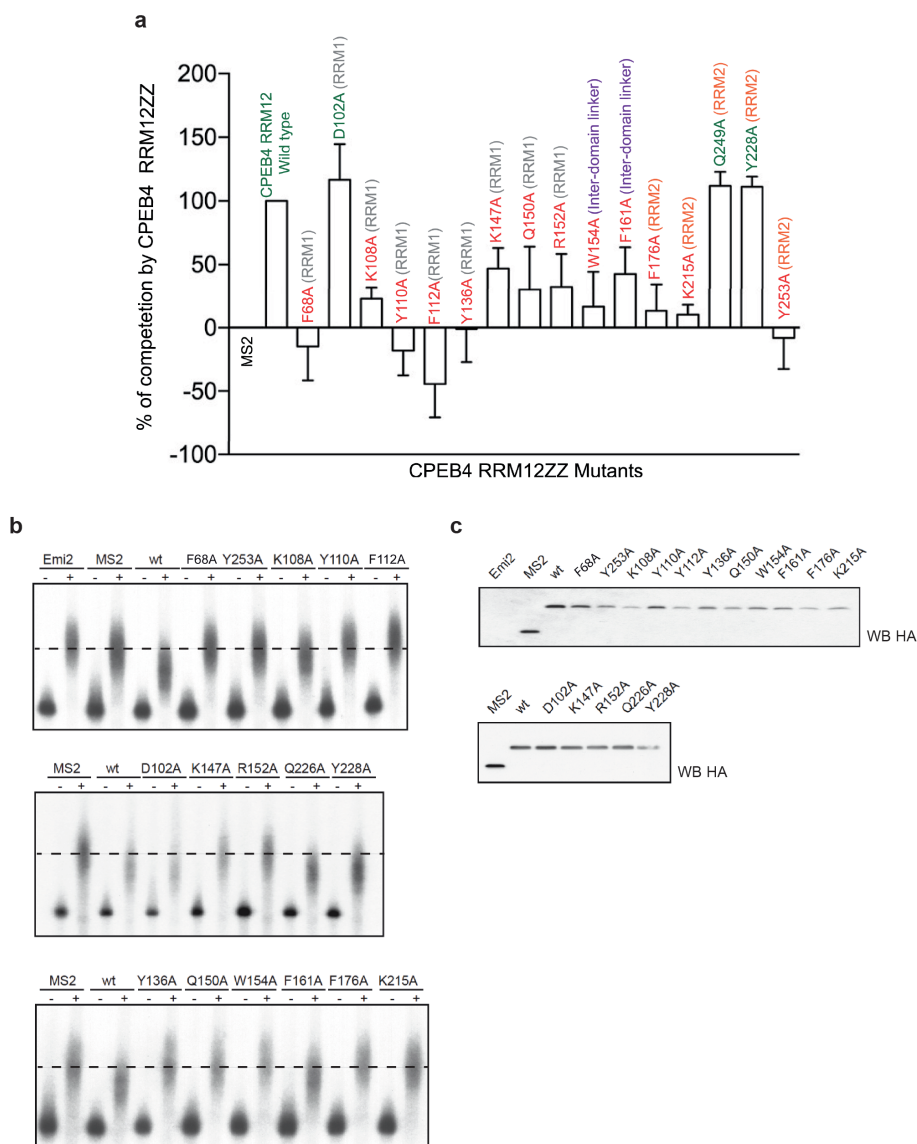 a
% of competetion by CPEB4 RRM12ZZ
200
150
100
50
0
-50
-100
MS2
CPEB4 RRM12
Wild type
F68A (RRM1)
D102A (RRM1)
K108A (RRM1)
Y110A (RRM1)
F112A(RRM1)
Y136A (RRM1)
K147A (RRM1)
Q150A (RRM1)
R152A (RRM1)
W154A (Inter-domain linker)
F161A (Inter-domain linker)
F176A (RRM2)
K215A (RRM2)
Q249A (RRM2)
Y228A (RRM2)
Y253A (RRM2)
CPEB4 RRM12ZZ Mutants
b
Emi2 MS2 wt F68A Y253A K108A Y110A F112A
- + - + - + - + - + - + - + - +
MS2 wt D102A K147A R152A Q226A Y228A
- + - + - + - + - + - + - +
MS2 wt Y136A Q150A W154A F161A F176A K215A
- + - + - + - + - + - + - + - +
c
Emi2 MS2 wt F68A Y253A K108A Y110A Y112A Y136A Q150A W154A F161A F176A K215A
WB HA
MS2 wt D102A K147A R152A Q226A Y228A
WB HA